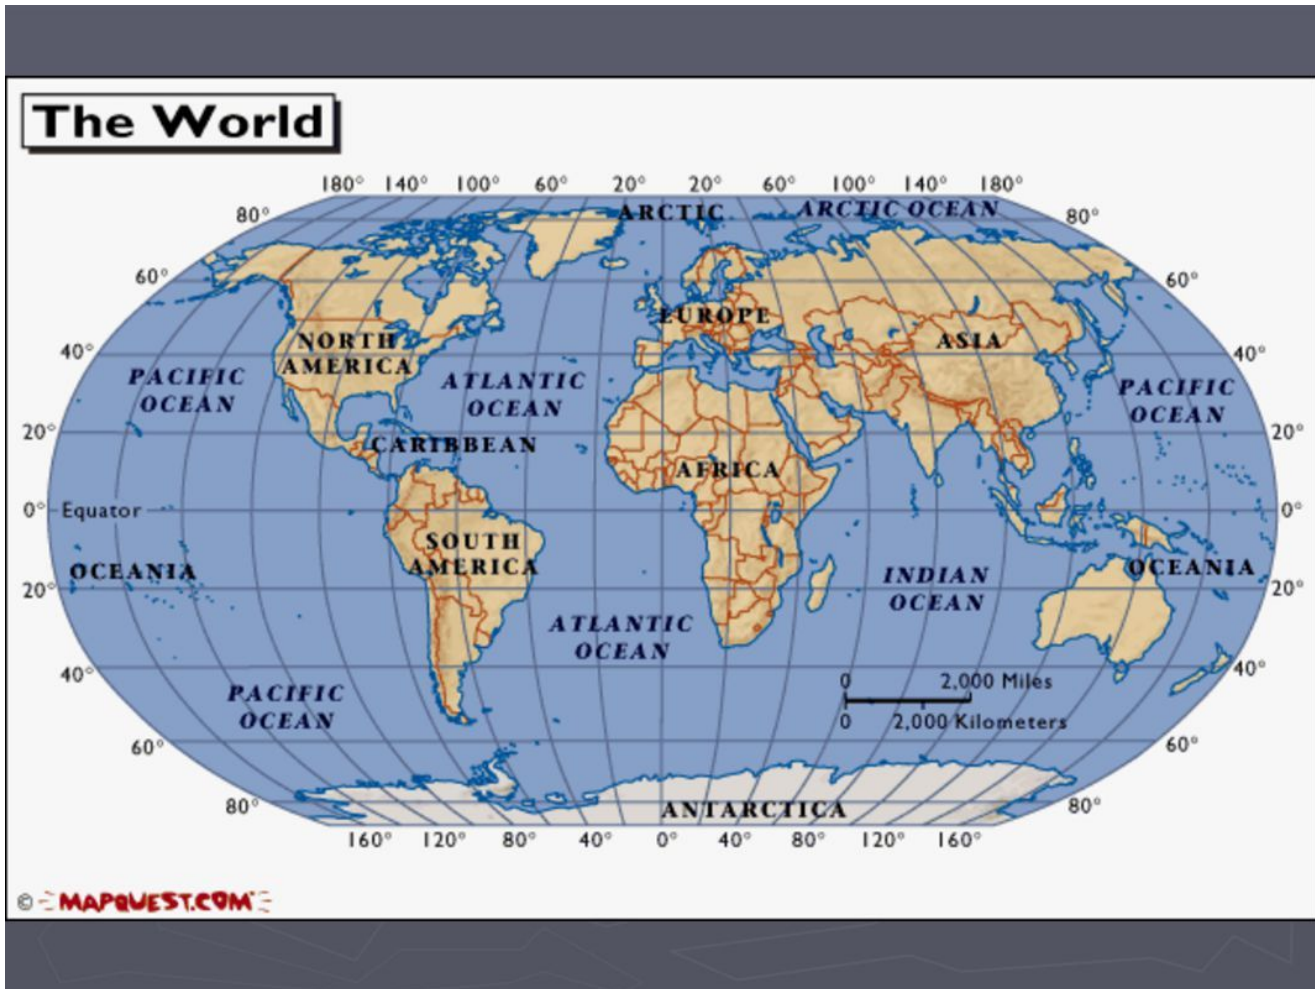 The World
180° 140° 100° 60° 20° 20° 60° 100° 140° 180°
ARCTIC ARCTIC OCEAN
80° 80°
60° 60°
EUROPE
NORTH
AMERICA
ASIA
40° 40°
PACIFIC
OCEAN
ATLANTIC
OCEAN
PACIFIC
OCEAN
20° 20°
CARIBBEAN
AFRICA
0° Equator 0°
SOUTH
AMERICA
OCEANIA OCEANIA
INDIAN
OCEAN
20° 20°
ATLANTIC
OCEAN
40° 40°
PACIFIC
OCEAN
0 2,000 Miles
0 2,000 Kilometers
60° 60°
80° 80°
ANTARCTICA
160° 120° 80° 40° 0° 40° 80° 120° 160°
© MAPQUEST.COM